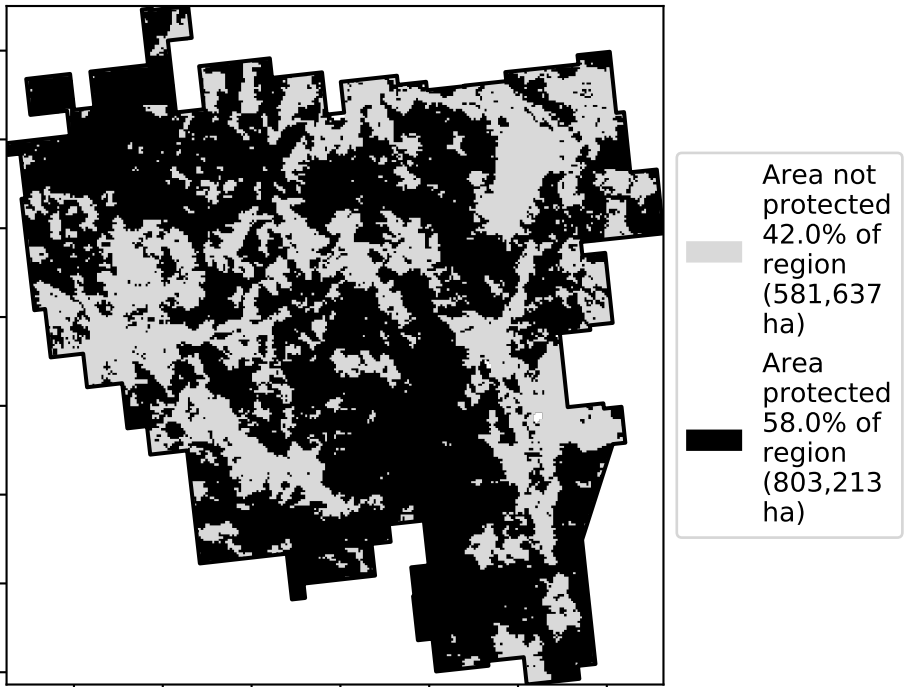 Area not
protected
42.0% of
region
(581,637
ha)
Area
protected
58.0% of
region
(803,213
ha)